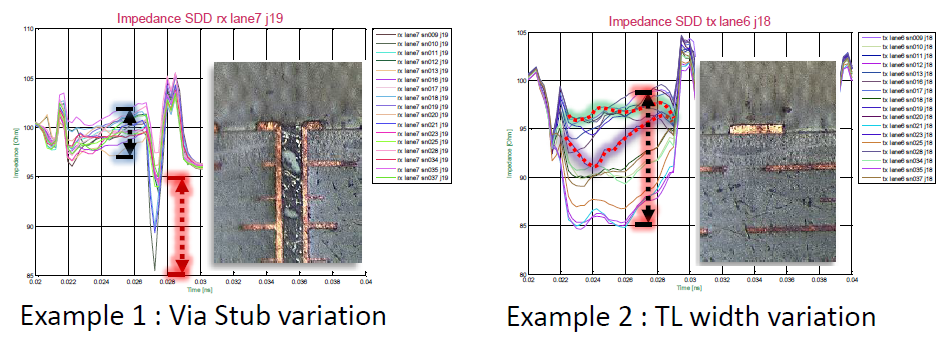 Impedance SDD rx lane7 j19
110
105
100
95
90
85
Impedance [Ohm]
0.02
0.022
0.024
0.026
0.028
0.03
0.032
0.034
0.036
0.038
0.04
Time [ns]
rx lane7 sn009 j19
rx lane7 sn010 j19
rx lane7 sn011 j19
rx lane7 sn012 j19
rx lane7 sn013 j19
rx lane7 sn016 j19
rx lane7 sn017 j19
rx lane7 sn018 j19
rx lane7 sn019 j19
rx lane7 sn020 j19
rx lane7 sn021 j19
rx lane7 sn023 j19
rx lane7 sn025 j19
rx lane7 sn028 j19
rx lane7 sn034 j19
rx lane7 sn035 j19
rx lane7 sn037 j19
Example 1 : Via Stub variation
Impedance SDD tx lane6 j18
105
100
95
90
85
80
Impedance [Ohm]
0.02
0.022
0.024
0.026
0.028
0.03
0.032
0.034
0.036
0.038
0.04
Time [ns]
tx lane6 sn009 j18
tx lane6 sn010 j18
tx lane6 sn011 j18
tx lane6 sn012 j18
tx lane6 sn013 j18
tx lane6 sn016 j18
tx lane6 sn017 j18
tx lane6 sn018 j18
tx lane6 sn019 j18
tx lane6 sn020 j18
tx lane6 sn021 j18
tx lane6 sn023 j18
tx lane6 sn025 j18
tx lane6 sn028 j18
tx lane6 sn034 j18
tx lane6 sn035 j18
tx lane6 sn037 j18
Example 2 : TL width variation